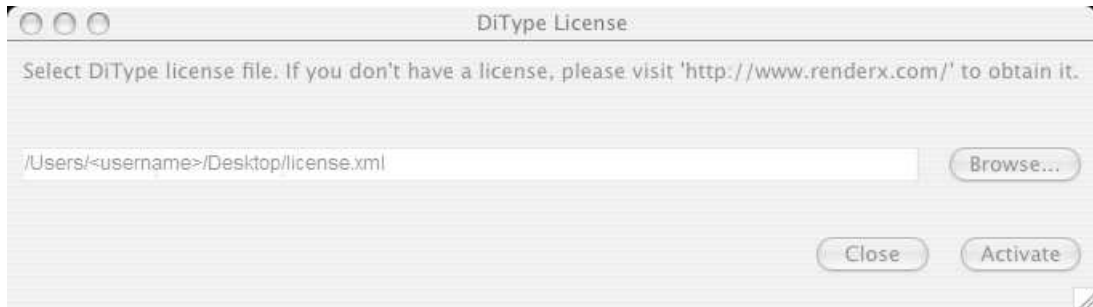 DiType License
Select DiType license file. If you don't have a license, please visit 'http://www.renderx.com/' to obtain it.
/Users/<username>/Desktop/license.xml
Browse...
Close
Activate